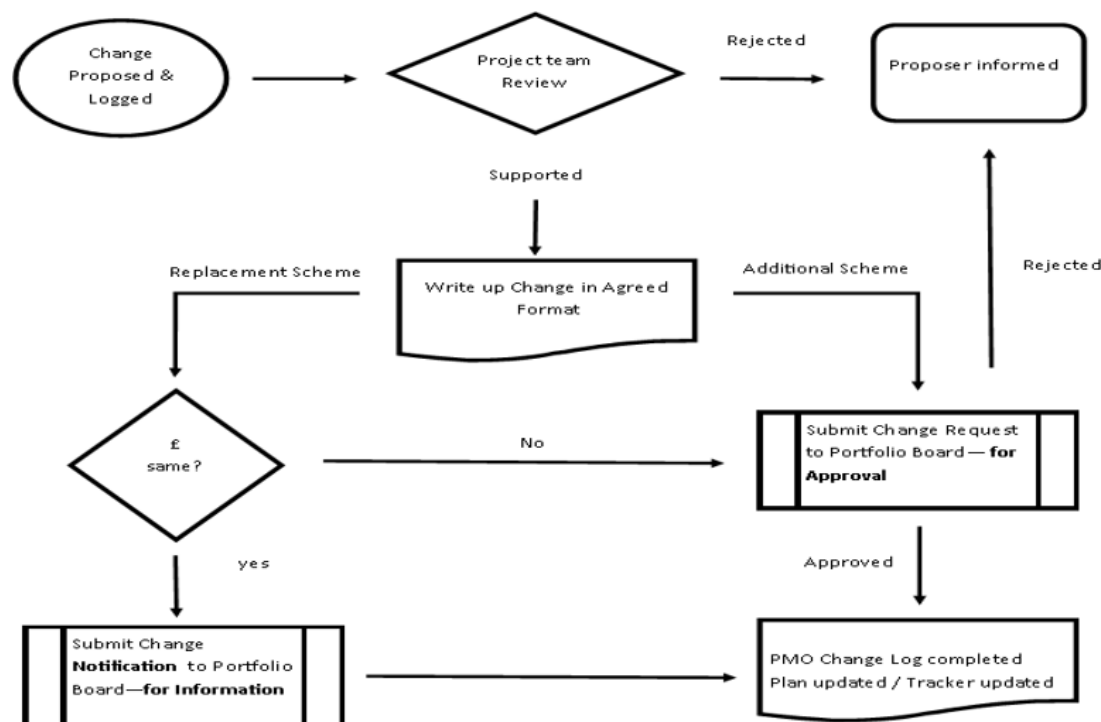 Change
Proposed &
Logged
Project team
Review
Rejected
Proposer informed
Supported
Replacement Scheme
Write up Change in Agreed
Format
Additional Scheme
Rejected
£
same?
No
Submit Change Request
to Portfolio Board— for
Approval
yes
Approved
Submit Change
Notification to Portfolio
Board—for Information
PMO Change Log completed
Plan updated / Tracker updated